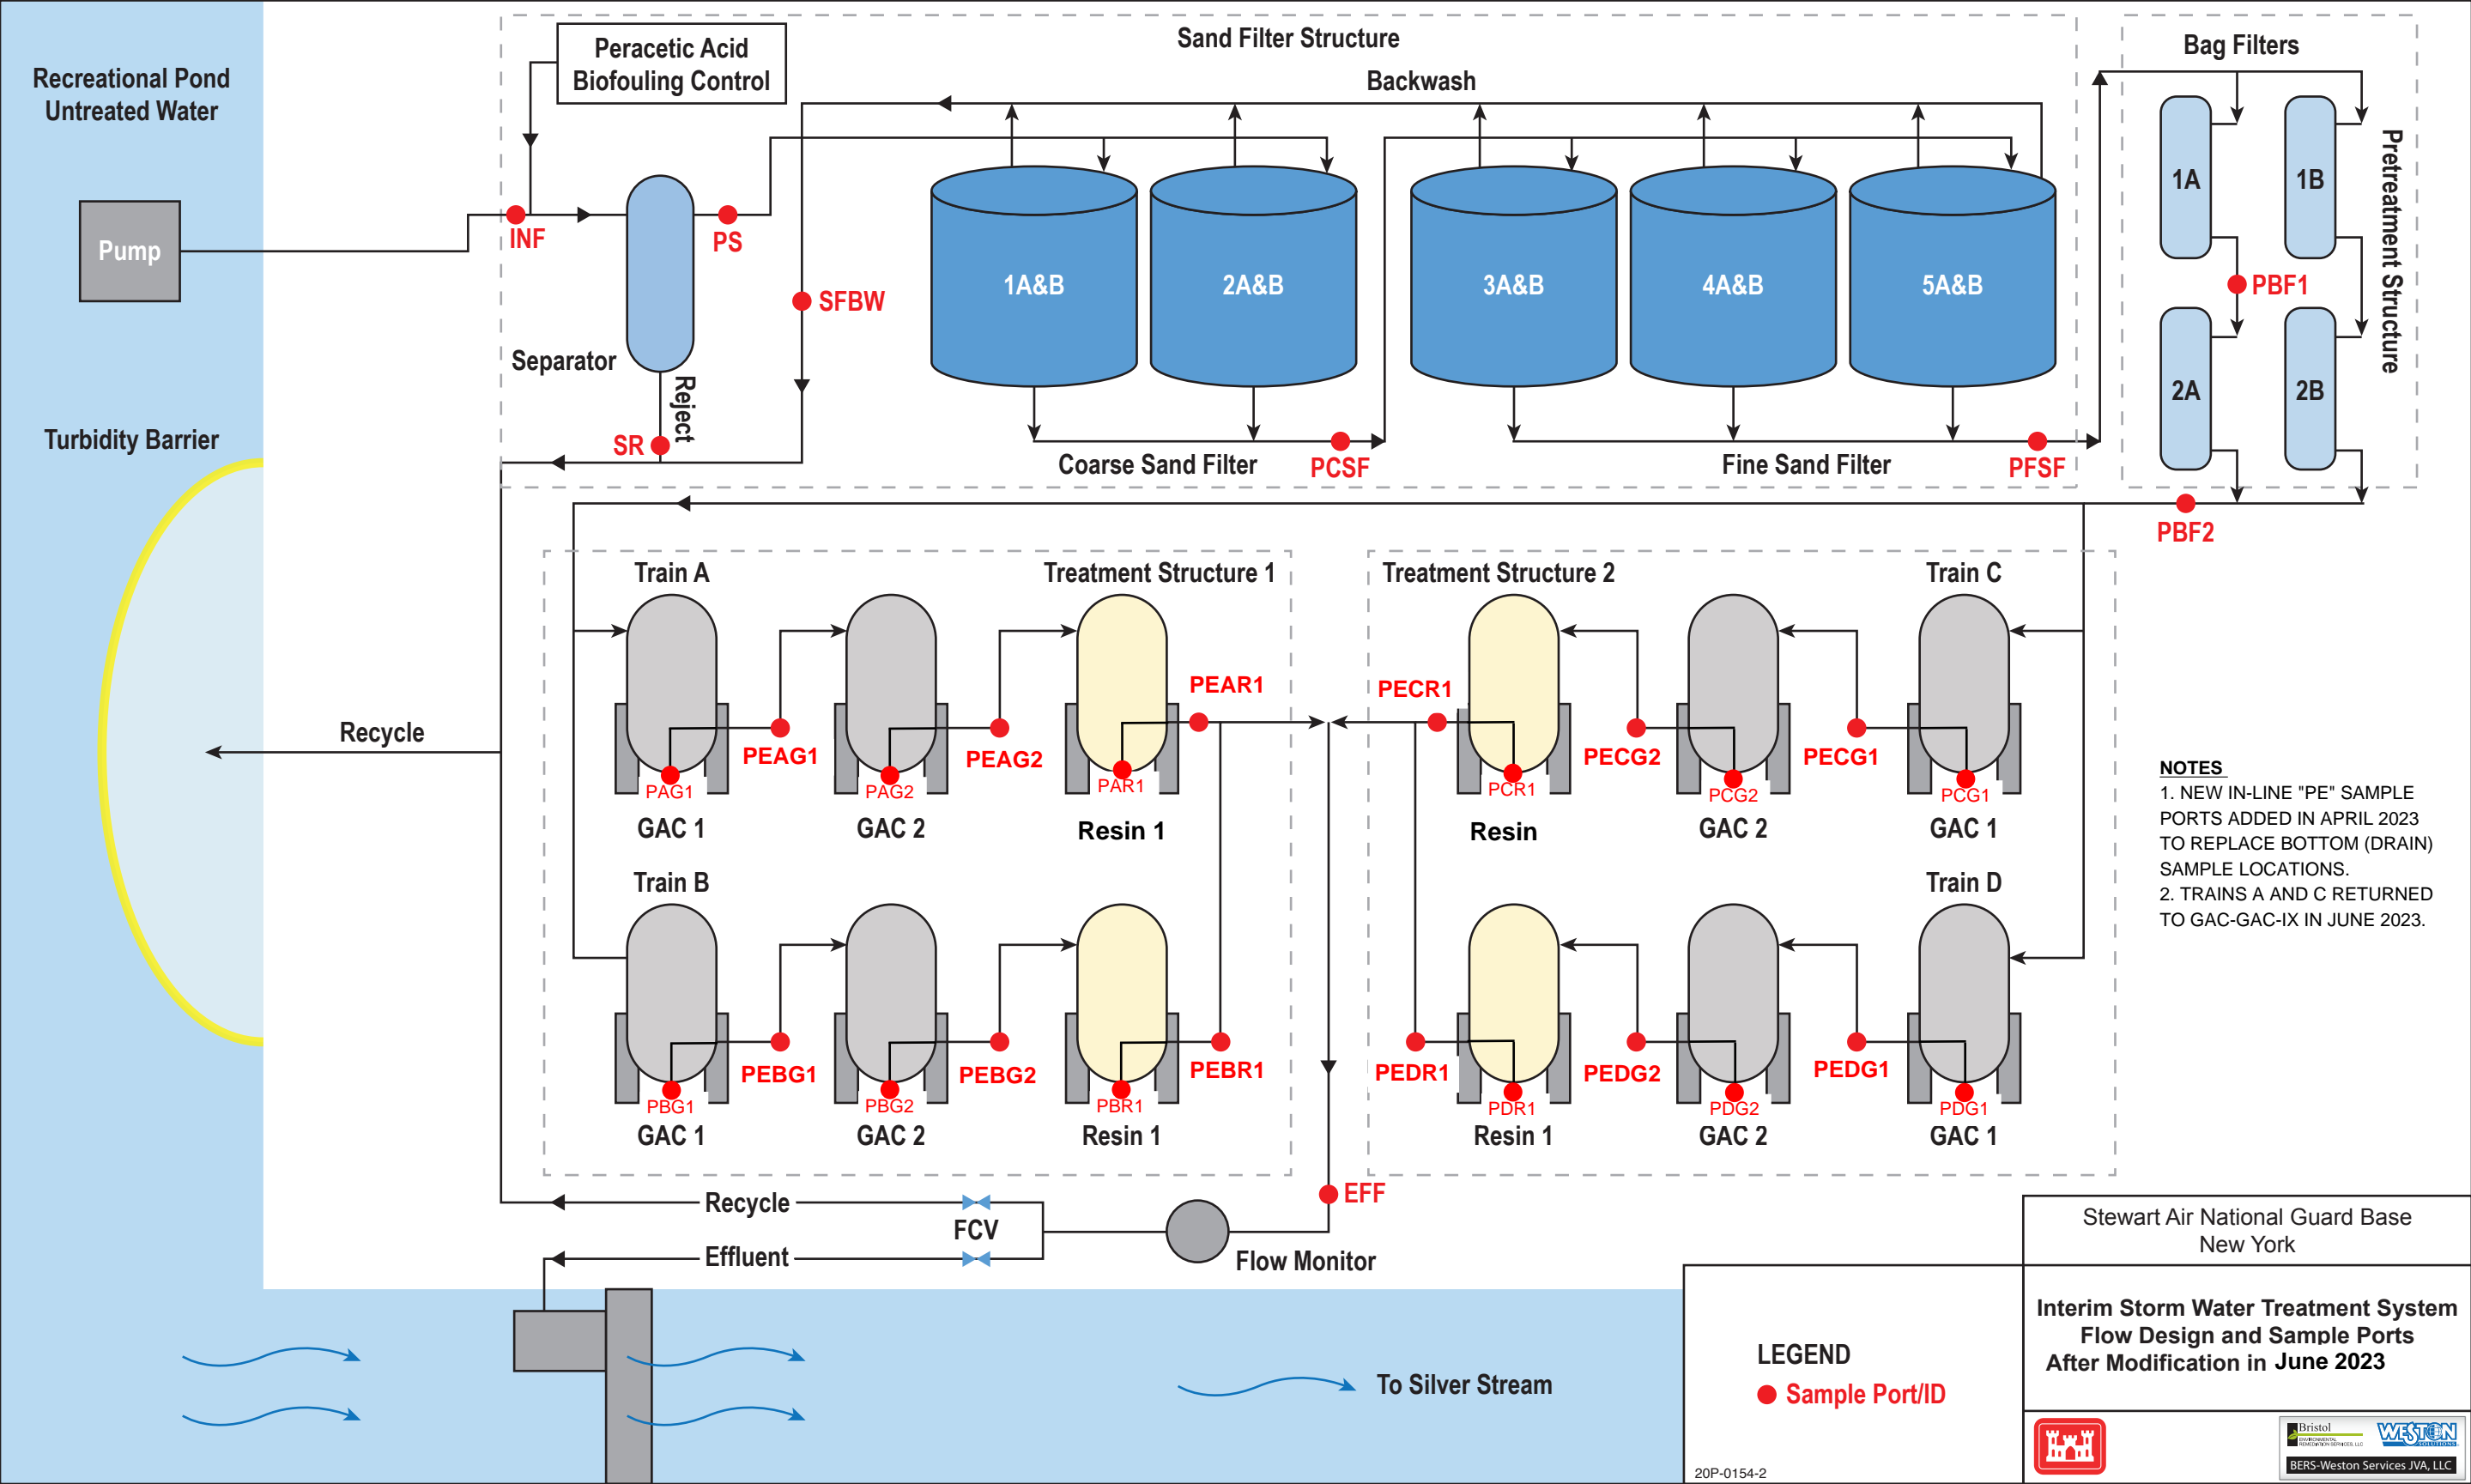 Recreational Pond
Untreated Water
Pump
Turbidity Barrier
Peracetic Acid
Biofouling Control
Sand Filter Structure
Backwash
INF
PS
SFBW
Separator
Reject
SR
1A&B
2A&B
3A&B
4A&B
5A&B
Coarse Sand Filter
PCSF
Fine Sand Filter
PFSF
Bag Filters
Pretreatment Structure
1A
1B
PBF1
2A
2B
PBF2
Recycle
Train A
Treatment Structure 1
PEAG1
PEAG2
PEAR1
PAG1
PAG2
PAR1
GAC 1
GAC 2
Resin 1
Train B
PEBG1
PEBG2
PEBR1
PBG1
PBG2
PBR1
GAC 1
GAC 2
Resin 1
Treatment Structure 2
Train C
PECR1
PECG2
PECG1
PCR1
PCG2
PCG1
Resin
GAC 2
GAC 1
Train D
PEDR1
PEDG2
PEDG1
PDR1
PDG2
PDG1
Resin 1
GAC 2
GAC 1
NOTES
1. NEW IN-LINE "PE" SAMPLE
PORTS ADDED IN APRIL 2023
TO REPLACE BOTTOM (DRAIN)
SAMPLE LOCATIONS.
2. TRAINS A AND C RETURNED
TO GAC-GAC-IX IN JUNE 2023.
EFF
Recycle
FCV
Effluent
Flow Monitor
To Silver Stream
LEGEND
Sample Port/ID
20P-0154-2
Stewart Air National Guard Base
New York
Interim Storm Water Treatment System
Flow Design and Sample Ports
After Modification in June 2023
Bristol
ENVIRONMENTAL
REMEDIATION SERVICES, LLC
WESTON
SOLUTIONS
BERS-Weston Services JVA, LLC